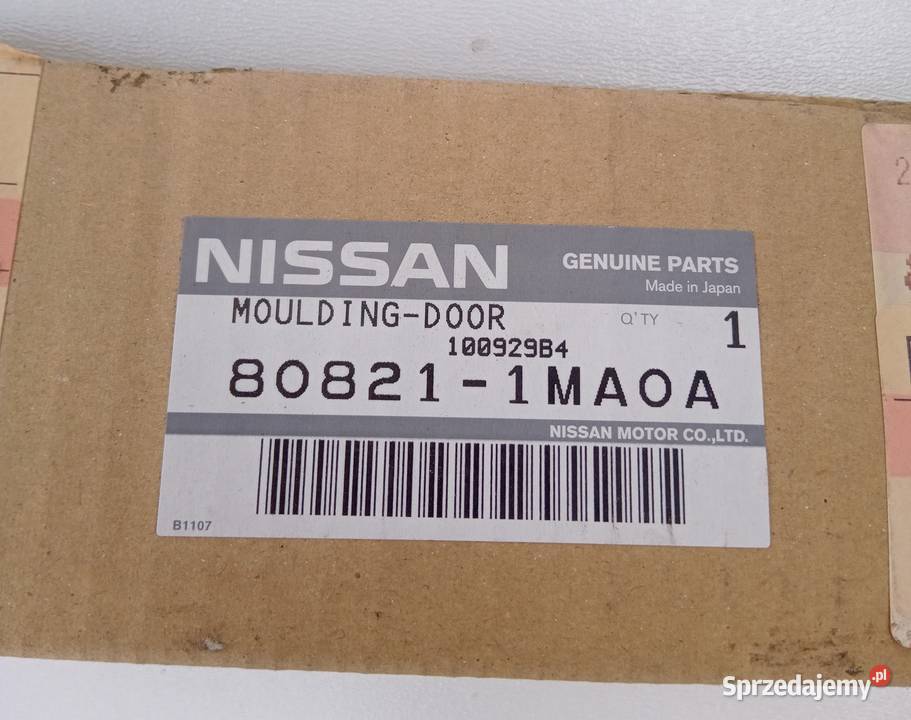 NISSAN
GENUINE PARTS
Made in Japan
MOULDING-DOOR
Q'TY 1
100929B4
80821-1MA0A
NISSAN MOTOR CO.,LTD.
B1107
2
Sprzedajemy.pl